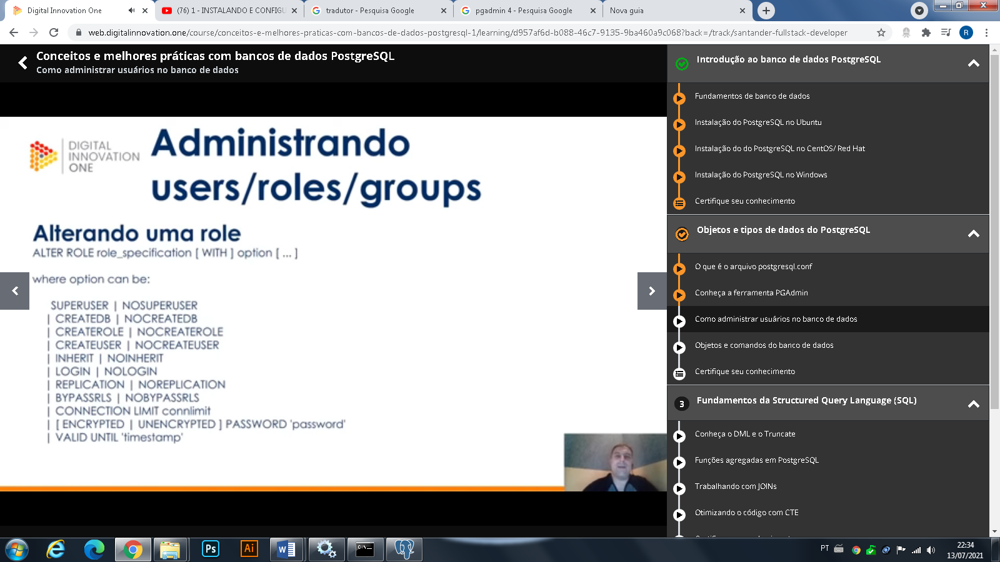 Digital Innovation One
(76) 1 - INSTALANDO E CONFIGU
tradutor - Pesquisa Google
pgadmin 4 - Pesquisa Google
Nova guia
web.digitalinnovation.one/course/conceitos-e-melhores-praticas-com-bancos-de-dados-postgresql-1/learning/d957af6d-b088-46c7-9135-9ba460a9c068?back=/track/santander-fullstack-developer
R
Conceitos e melhores práticas com bancos de dados PostgreSQL
Como administrar usuários no banco de dados
DIGITAL
INNOVATION
ONE
Administrando
users/roles/groups
Alterando uma role
ALTER ROLE role_specification [ WITH ] option [ ... ]
where option can be:
SUPERUSER | NOSUPERUSER
| CREATEDB | NOCREATEDB
| CREATEROLE | NOCREATEROLE
| CREATEUSER | NOCREATEUSER
| INHERIT | NOINHERIT
| LOGIN | NOLOGIN
| REPLICATION | NOREPLICATION
| BYPASSRLS | NOBYPASSRLS
| CONNECTION LIMIT connlimit
| [ ENCRYPTED | UNENCRYPTED ] PASSWORD 'password'
| VALID UNTIL 'timestamp'
Introdução ao banco de dados PostgreSQL
Fundamentos de banco de dados
Instalação do PostgreSQL no Ubuntu
Instalação do do PostgreSQL no CentOS/ Red Hat
Instalação do PostgreSQL no Windows
Certifique seu conhecimento
Objetos e tipos de dados do PostgreSQL
O que é o arquivo postgresql.conf
Conheça a ferramenta PGAdmin
Como administrar usuários no banco de dados
Objetos e comandos do banco de dados
Certifique seu conhecimento
3 Fundamentos da Structured Query Language (SQL)
Conheça o DML e o Truncate
Funções agregadas em PostgreSQL
Trabalhando com JOINs
Otimizando o código com CTE
Ps
Ai
PT
22:34
13/07/2021